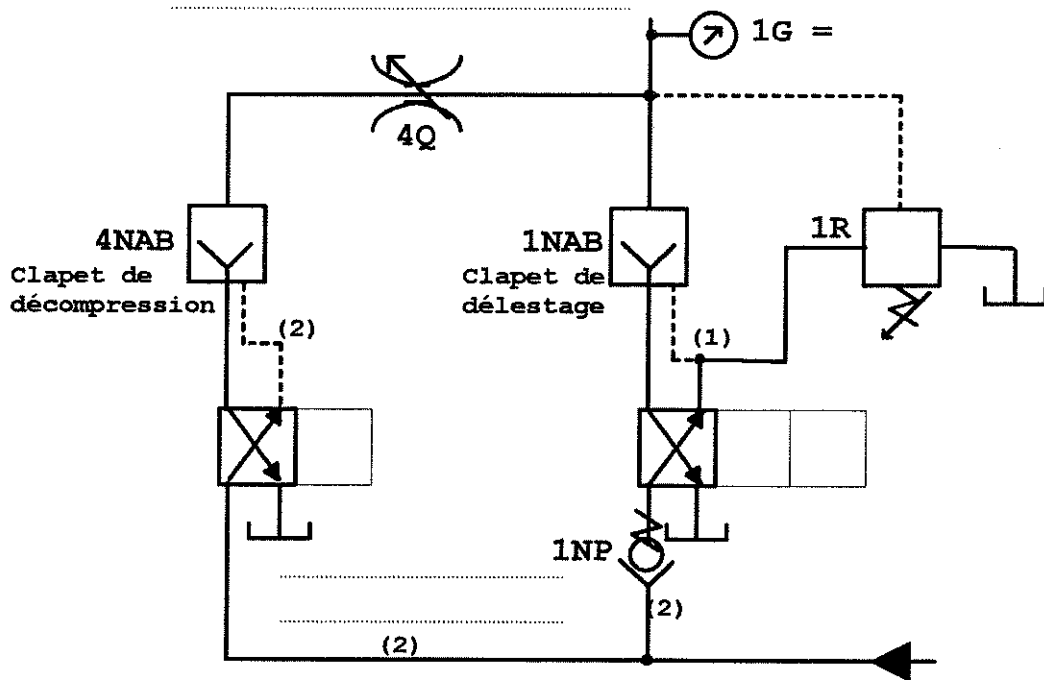 1G =
4Q
4NAB
Clapet de
décompression
1NAB
Clapet de
délestage
1R
(2)
(1)
1NP
(2)
(2)